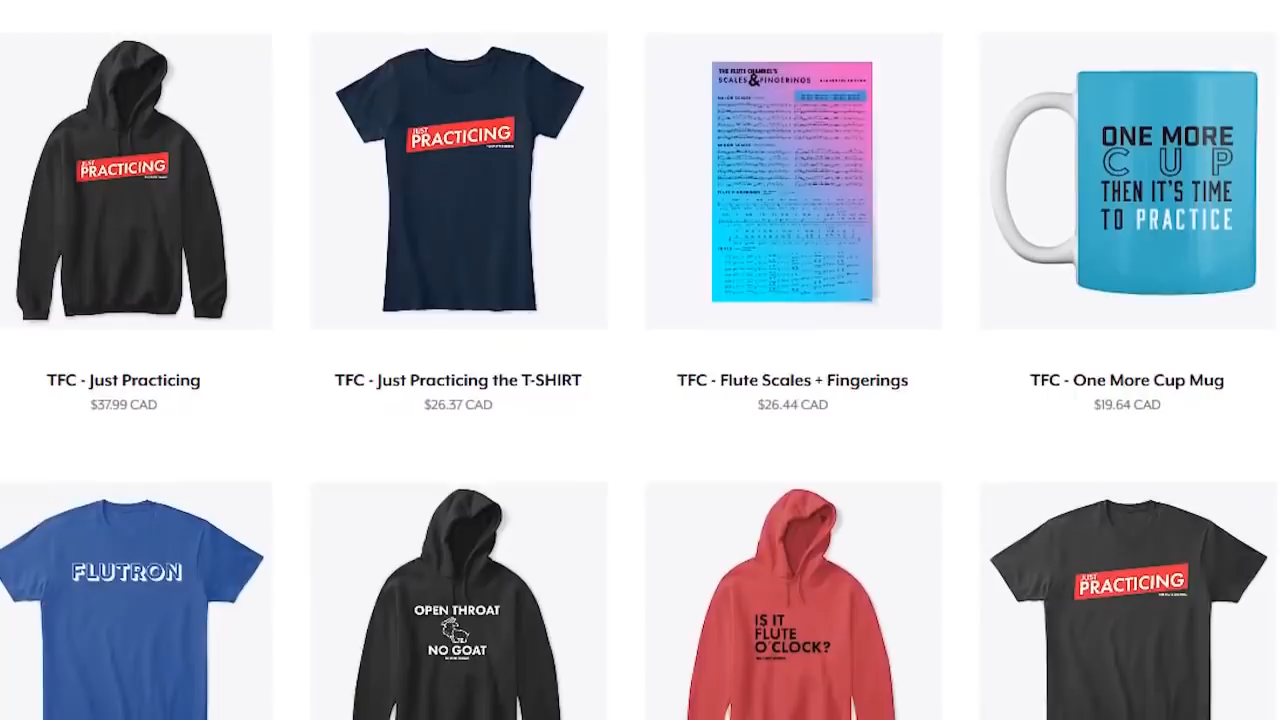 JUST
PRACTICING
JUST
PRACTICING
THE FLUTE CHANNEL'S
SCALES & FINGERINGS
ONE MORE
CUP
THEN IT'S TIME
TO PRACTICE
TFC - Just Practicing
TFC - Just Practicing the T-SHIRT
TFC - Flute Scales + Fingerings
TFC - One More Cup Mug
$37.99 CAD
$26.37 CAD
$26.44 CAD
$19.64 CAD
FLUTRON
OPEN THROAT
NO GOAT
IS IT
FLUTE
O'CLOCK?
JUST
PRACTICING